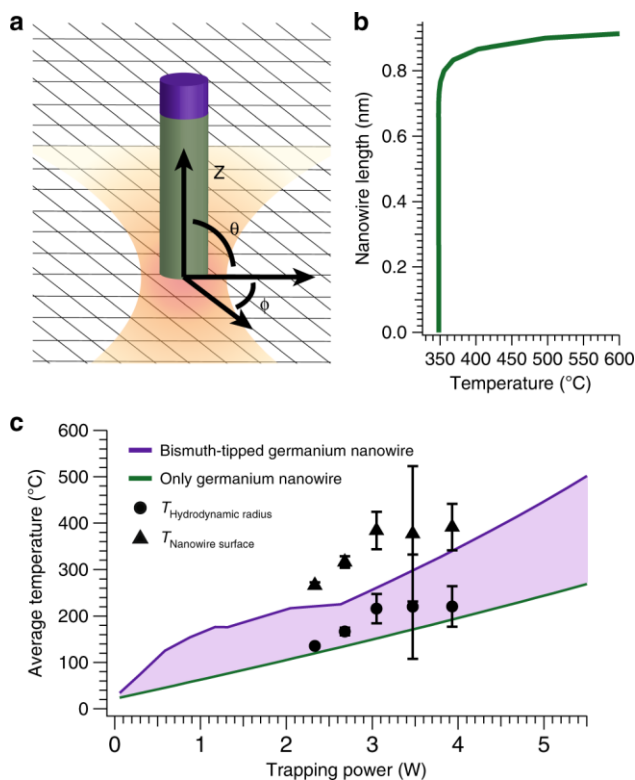 a
Z
θ
ϕ
b
0.8
0.6
0.4
0.2
0.0
Nanowire length (nm)
350 400 450 500 550 600
Temperature (°C)
c
600
500
400
300
200
100
0
Average temperature (°C)
Bismuth-tipped germanium nanowire
Only germanium nanowire
THydrodynamic radius
TNanowire surface
0 1 2 3 4 5
Trapping power (W)